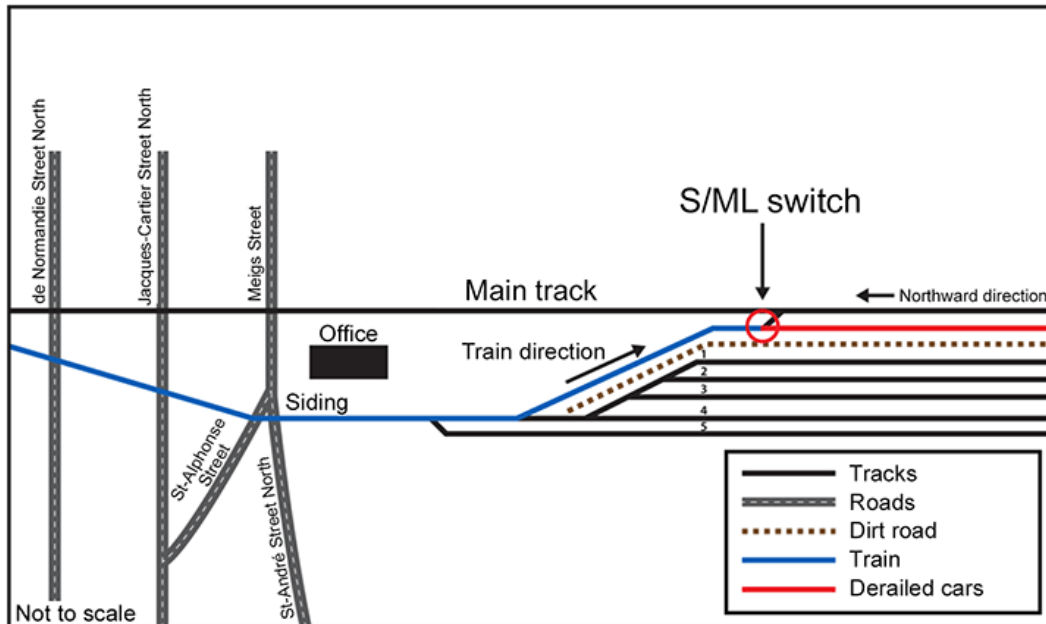 de Normandie Street North
Jacques-Cartier Street North
Meigs Street
S/ML switch
Main track
Northward direction
Office
Train direction
Siding
1
2
3
4
5
St-Alphonse
Street
St-André Street North
Tracks
Roads
Dirt road
Train
Derailed cars
Not to scale